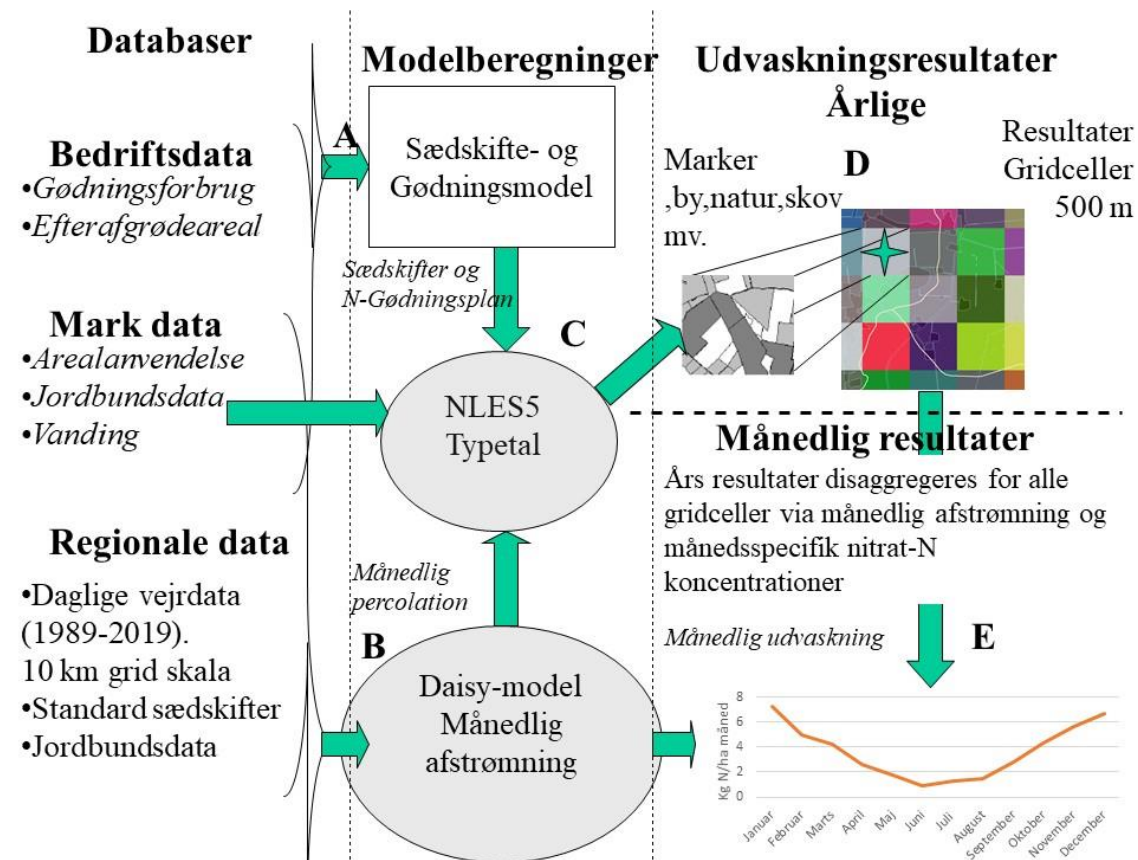 Databaser
Bedriftsdata
•Gødningsforbrug
•Efterafgrødeareal
Mark data
•Arealanvendelse
•Jordbundsdata
•Vanding
Regionale data
•Daglige vejrdata
(1989-2019).
10 km grid skala
•Standard sædskifter
•Jordbundsdata
Modelberegninger
A
Sædskifte- og
Gødningsmodel
Sædskifter og
N-Gødningsplan
C
NLES5
Typetal
Månedlig
percolation
B
Daisy-model
Månedlig
afstrømning
Udvaskningsresultater
Årlige
Marker
,by,natur,skov
mv.
D
Resultater
Gridceller
500 m
Månedlig resultater
Års resultater disaggregeres for alle
gridceller via månedlig afstrømning og
månedsspecifik nitrat-N
koncentrationer
Månedlig udvaskning
E
Kg N/ha måned
8
6
4
2
0
Januar
Februar
Marts
April
Maj
Juni
Juli
August
September
Oktober
November
December